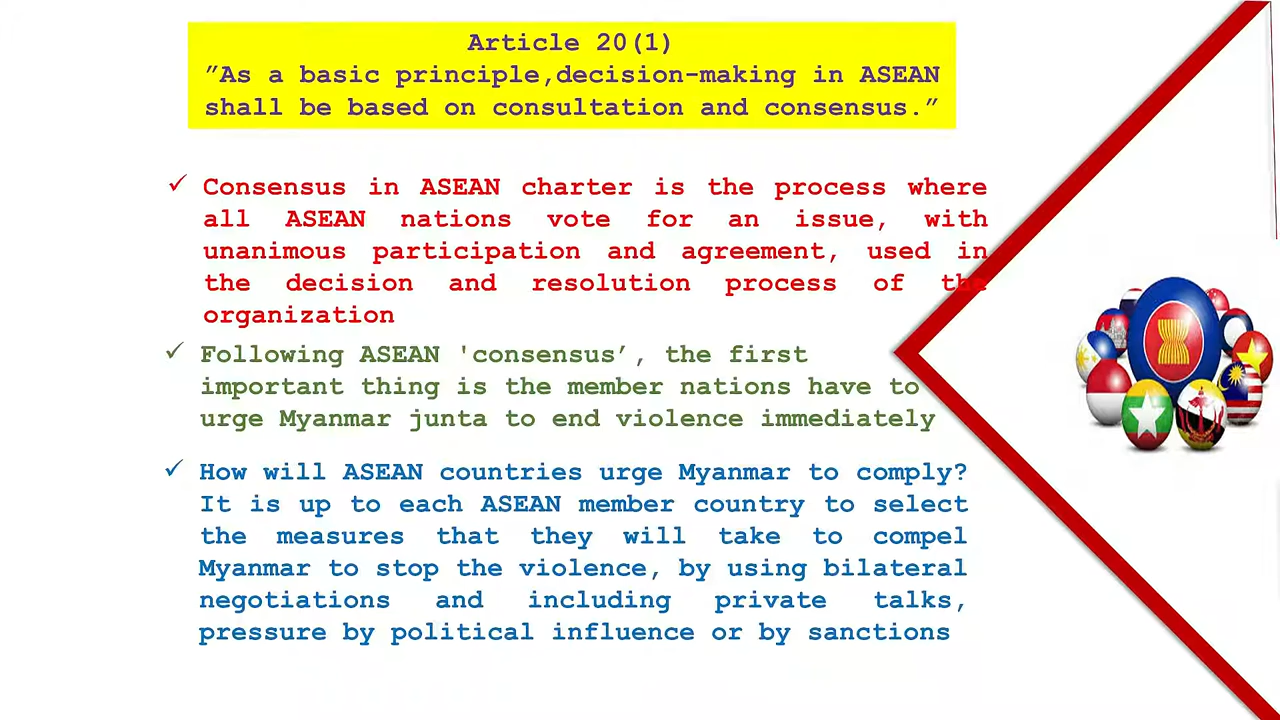 Article 20(1)
”As a basic principle,decision-making in ASEAN
shall be based on consultation and consensus.”
✓ Consensus in ASEAN charter is the process where
all ASEAN nations vote for an issue, with
unanimous participation and agreement, used in
the decision and resolution process of the
organization
✓ Following ASEAN 'consensus’, the first
important thing is the member nations have to
urge Myanmar junta to end violence immediately
✓ How will ASEAN countries urge Myanmar to comply?
It is up to each ASEAN member country to select
the measures that they will take to compel
Myanmar to stop the violence, by using bilateral
negotiations and including private talks,
pressure by political influence or by sanctions